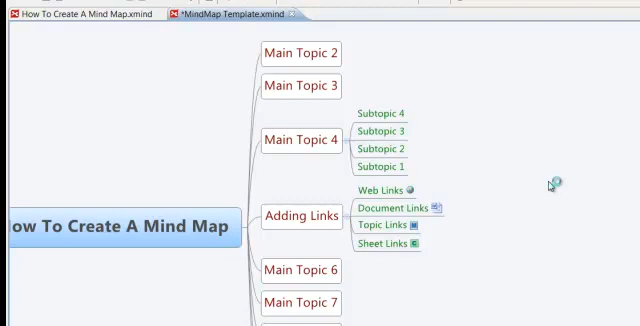 How To Create A Mind Map.xmind
*MindMap Template.xmind
Main Topic 2
Main Topic 3
Main Topic 4
Subtopic 4
Subtopic 3
Subtopic 2
Subtopic 1
Adding Links
Web Links
Document Links
Topic Links
Sheet Links
ow To Create A Mind Map
Main Topic 6
Main Topic 7